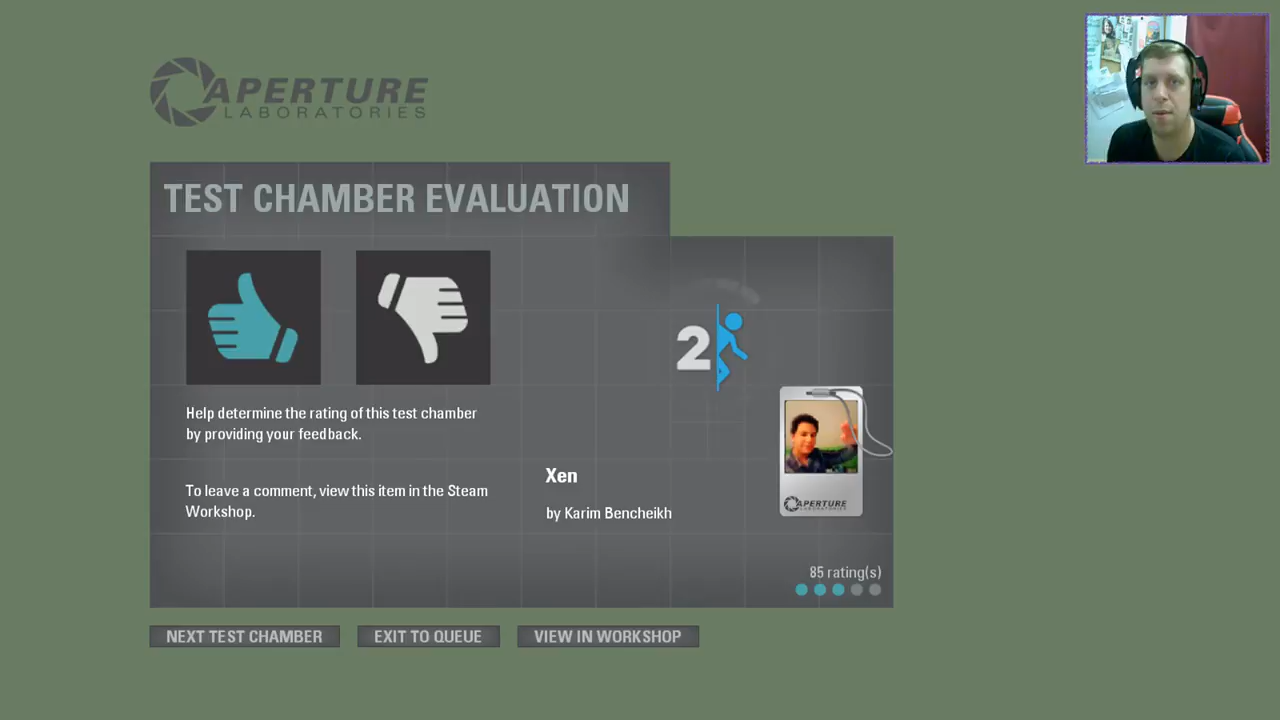 APERTURE
LABORATORIES
TEST CHAMBER EVALUATION
2
Help determine the rating of this test chamber
by providing your feedback.
To leave a comment, view this item in the Steam
Workshop.
Xen
by Karim Bencheikh
APERTURE
LABORATORIES
85 rating(s)
NEXT TEST CHAMBER
EXIT TO QUEUE
VIEW IN WORKSHOP